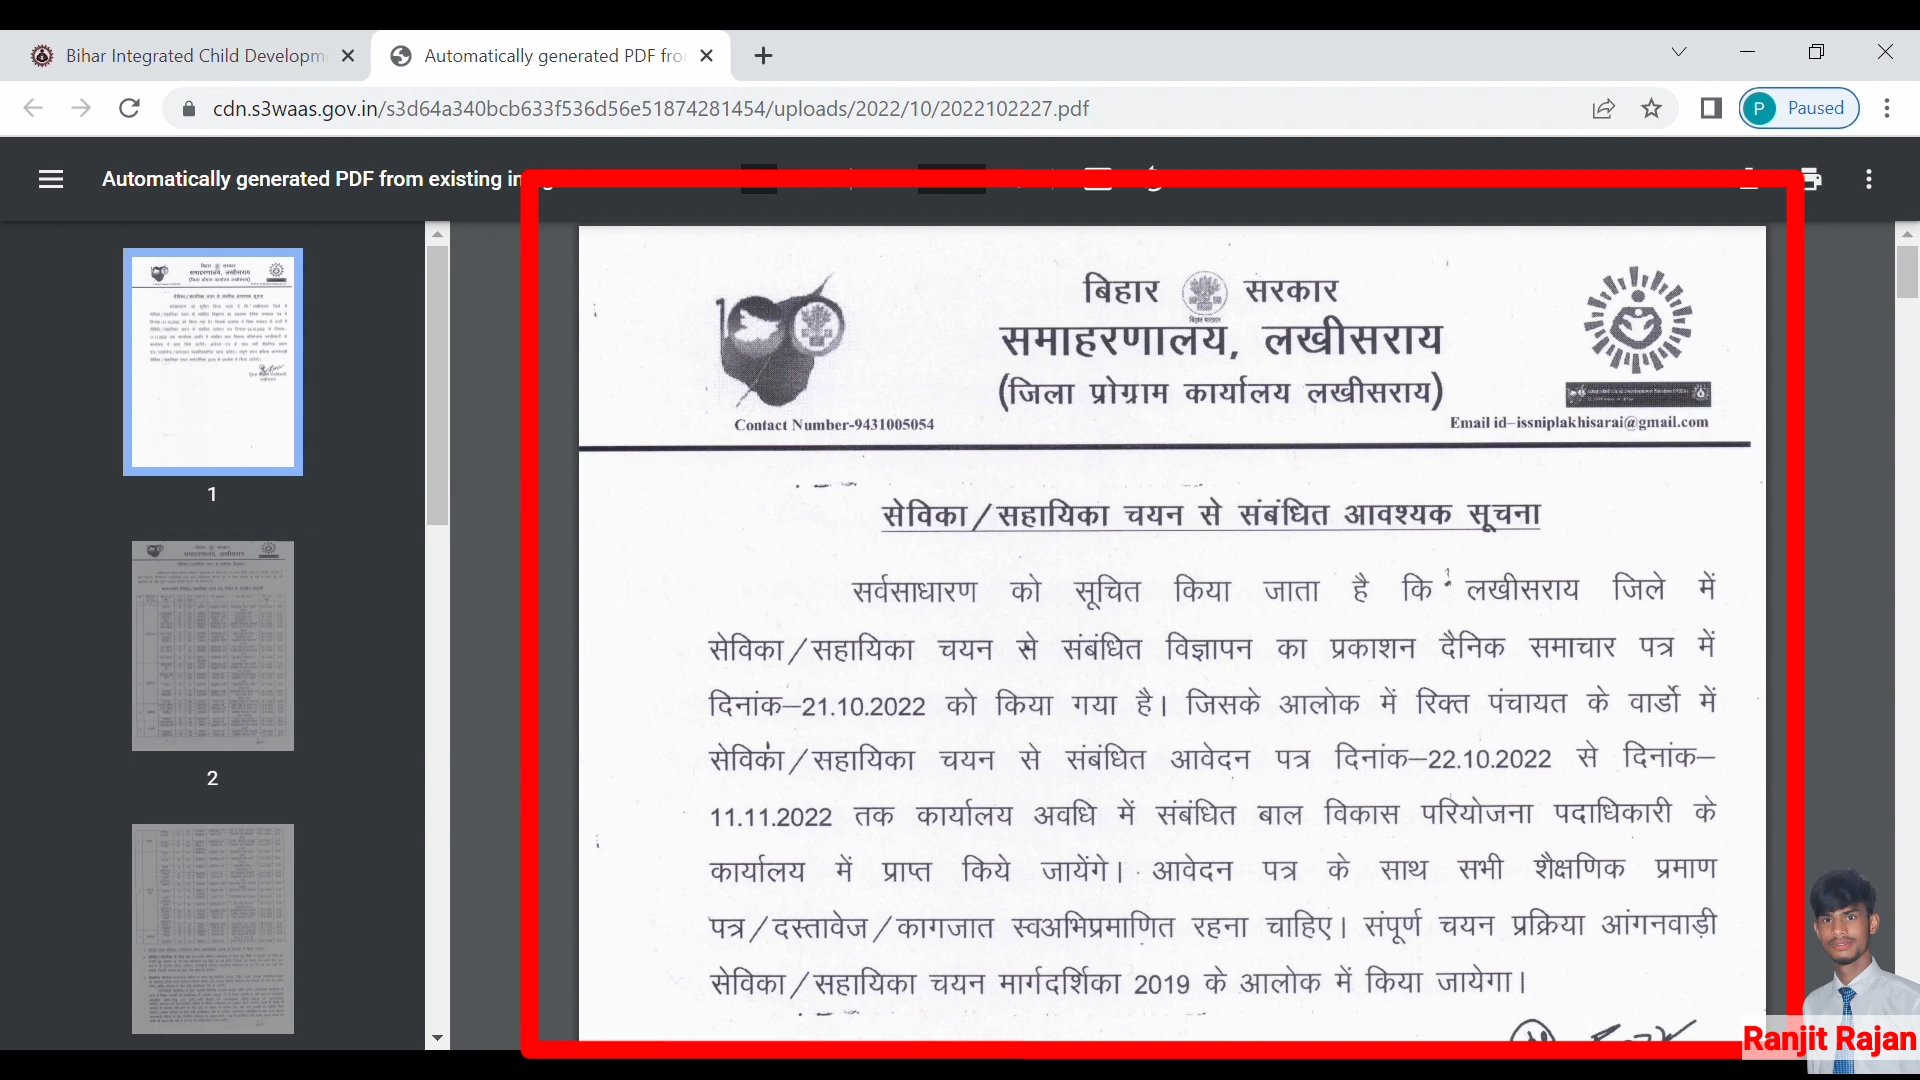 Bihar Integrated Child Developm
Automatically generated PDF fro
cdn.s3waas.gov.in/s3d64a340bcb633f536d56e51874281454/uploads/2022/10/2022102227.pdf
P Paused
Automatically generated PDF from existing
बिहार सरकार
समाहरणालय, लखीसराय
(जिला प्रोग्राम कार्यालय लखीसराय)
Contact Number-9431005054
Email id–issniplakhisarai@gmail.com
सेविका/सहायिका चयन से संबंधित आवश्यक सूचना
सर्वसाधारण को सूचित किया जाता है कि लखीसराय जिले में
सेविका/सहायिका चयन से संबंधित विज्ञापन का प्रकाशन दैनिक समाचार पत्र में
दिनांक–21.10.2022 को किया गया है। जिसके आलोक में रिक्त पंचायत के वार्डो में
सेविका/सहायिका चयन से संबंधित आवेदन पत्र दिनांक–22.10.2022 से दिनांक–
11.11.2022 तक कार्यालय अवधि में संबंधित बाल विकास परियोजना पदाधिकारी के
कार्यालय में प्राप्त किये जायेंगे। आवेदन पत्र के साथ सभी शैक्षणिक प्रमाण
पत्र/दस्तावेज/कागजात स्वअभिप्रमाणित रहना चाहिए। संपूर्ण चयन प्रक्रिया आंगनवाड़ी
सेविका/सहायिका चयन मार्गदर्शिका 2019 के आलोक में किया जायेगा।
1
2
Ranjit Rajan